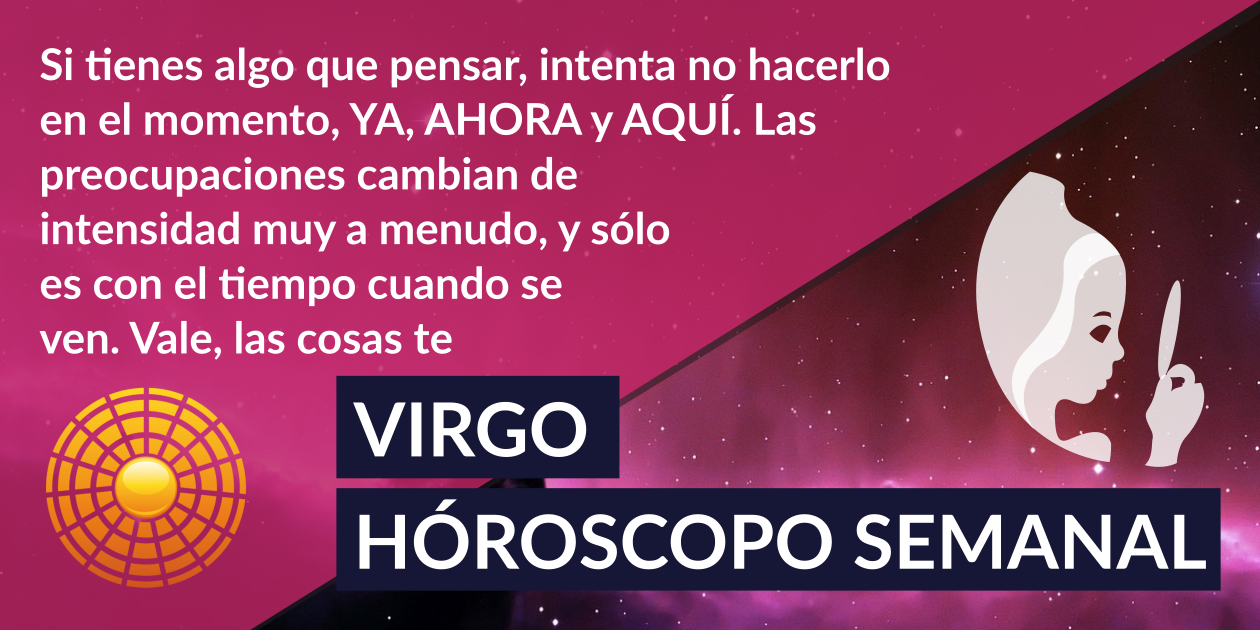 Si tienes algo que pensar, intenta no hacerlo
en el momento, YA, AHORA y AQUÍ. Las
preocupaciones cambian de
intensidad muy a menudo, y sólo
es con el tiempo cuando se
ven. Vale, las cosas te
VIRGO
HÓROSCOPO SEMANAL